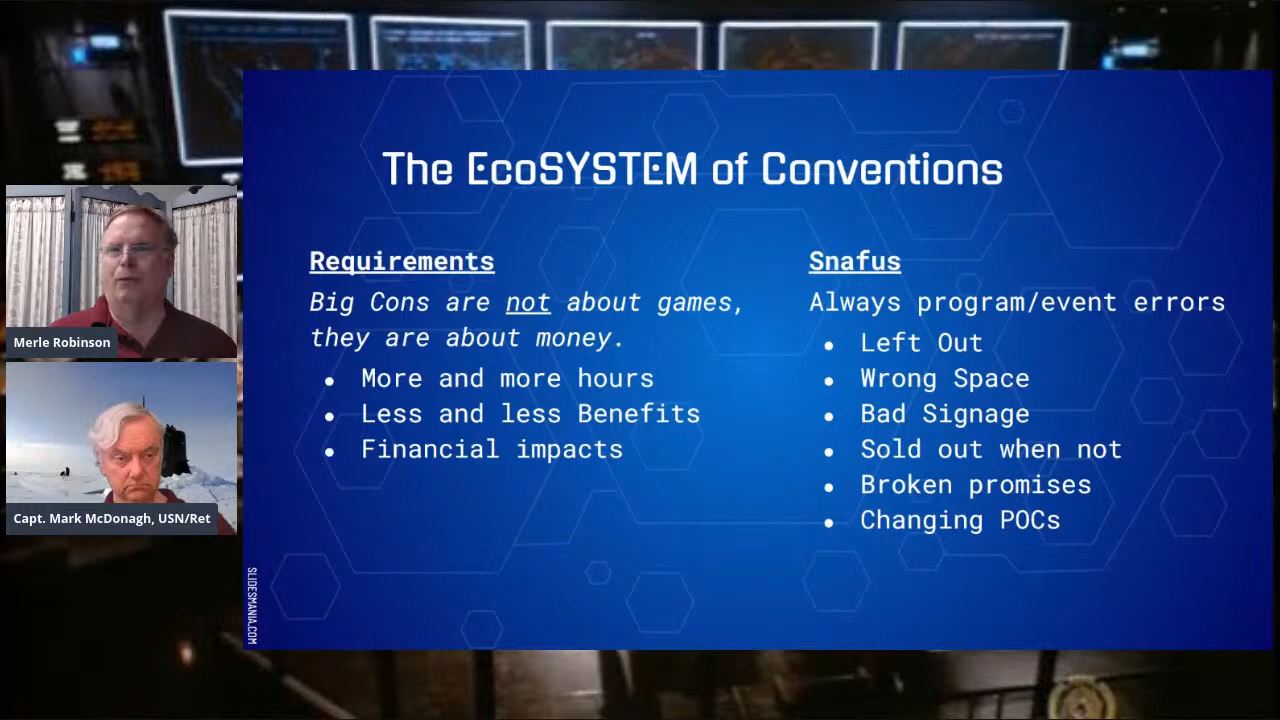 The EcoSYSTEM of Conventions
Requirements
Big Cons are not about games,
they are about money.
● More and more hours
● Less and less Benefits
● Financial impacts
Snafus
Always program/event errors
● Left Out
● Wrong Space
● Bad Signage
● Sold out when not
● Broken promises
● Changing POCs
Merle Robinson
Capt. Mark McDonagh, USN/Ret
SLIDESMANIA.COM